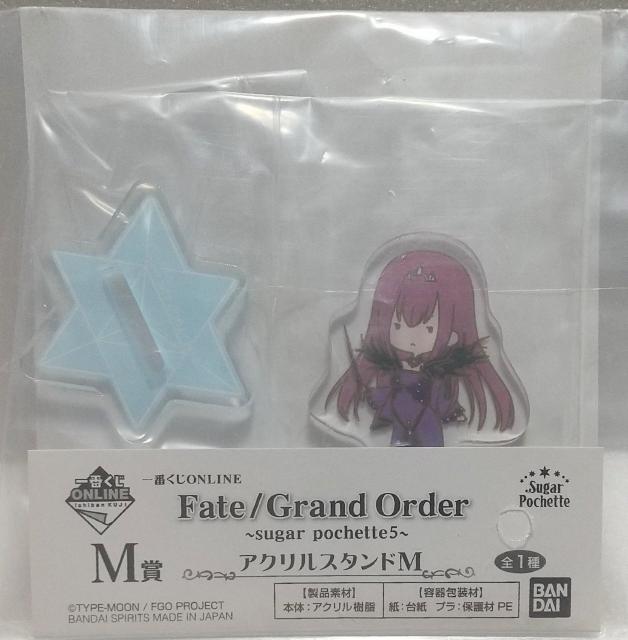 一番くじ
ONLINE
Ichiban KUJI
一番くじONLINE
Fate/Grand Order
~sugar pochette5~
Sugar
Pochette
M賞
アクリルスタンドM
全1種
【製品素材】
本体：アクリル樹脂
【容器包装材】
紙：台紙 プラ：保護材 PE
©TYPE-MOON / FGO PROJECT
BANDAI SPIRITS MADE IN JAPAN
BAN
DAI